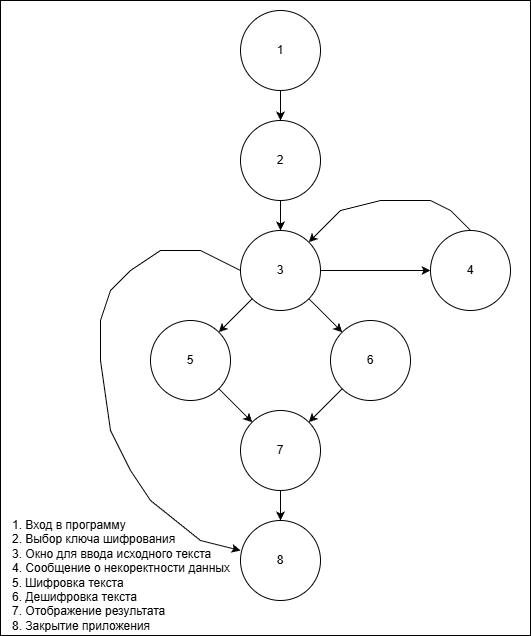 1
2
3
4
5
6
7
8
1. Вход в программу
2. Выбор ключа шифрования
3. Окно для ввода исходного текста
4. Сообщение о некоректности данных
5. Шифровка текста
6. Дешифровка текста
7. Отображение результата
8. Закрытие приложения